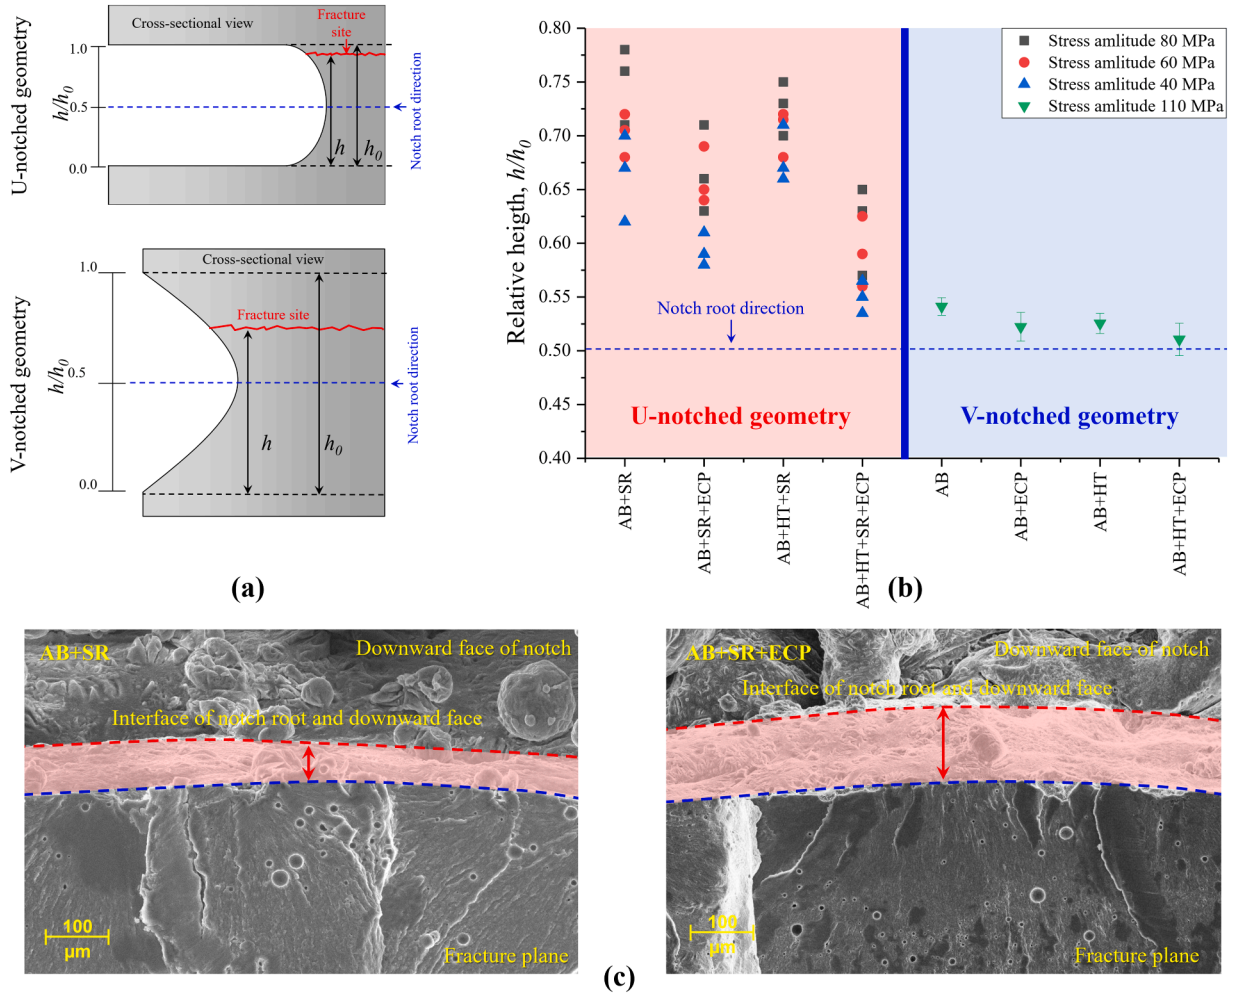 U-notched geometry
Cross-sectional view
Fracture
site
1.0
h/h0
0.5
0.0
h
h0
Notch root direction
V-notched geometry
Cross-sectional view
1.0
Fracture site
h/h0
0.5
0.0
h
h0
Notch root direction
(a)
Relative heigth, h/h0
0.80
0.75
0.70
0.65
0.60
0.55
0.50
0.45
0.40
Stress amlitude 80 MPa
Stress amlitude 60 MPa
Stress amlitude 40 MPa
Stress amlitude 110 MPa
Notch root direction
U-notched geometry
V-notched geometry
AB+SR
AB+SR+ECP
AB+HT+SR
AB+HT+SR+ECP
AB
AB+ECP
AB+HT
AB+HT+ECP
(b)
AB+SR
Downward face of notch
Interface of notch root and downward face
100
µm
Fracture plane
AB+SR+ECP
Downward face of notch
Interface of notch root and downward face
100
µm
Fracture plane
(c)